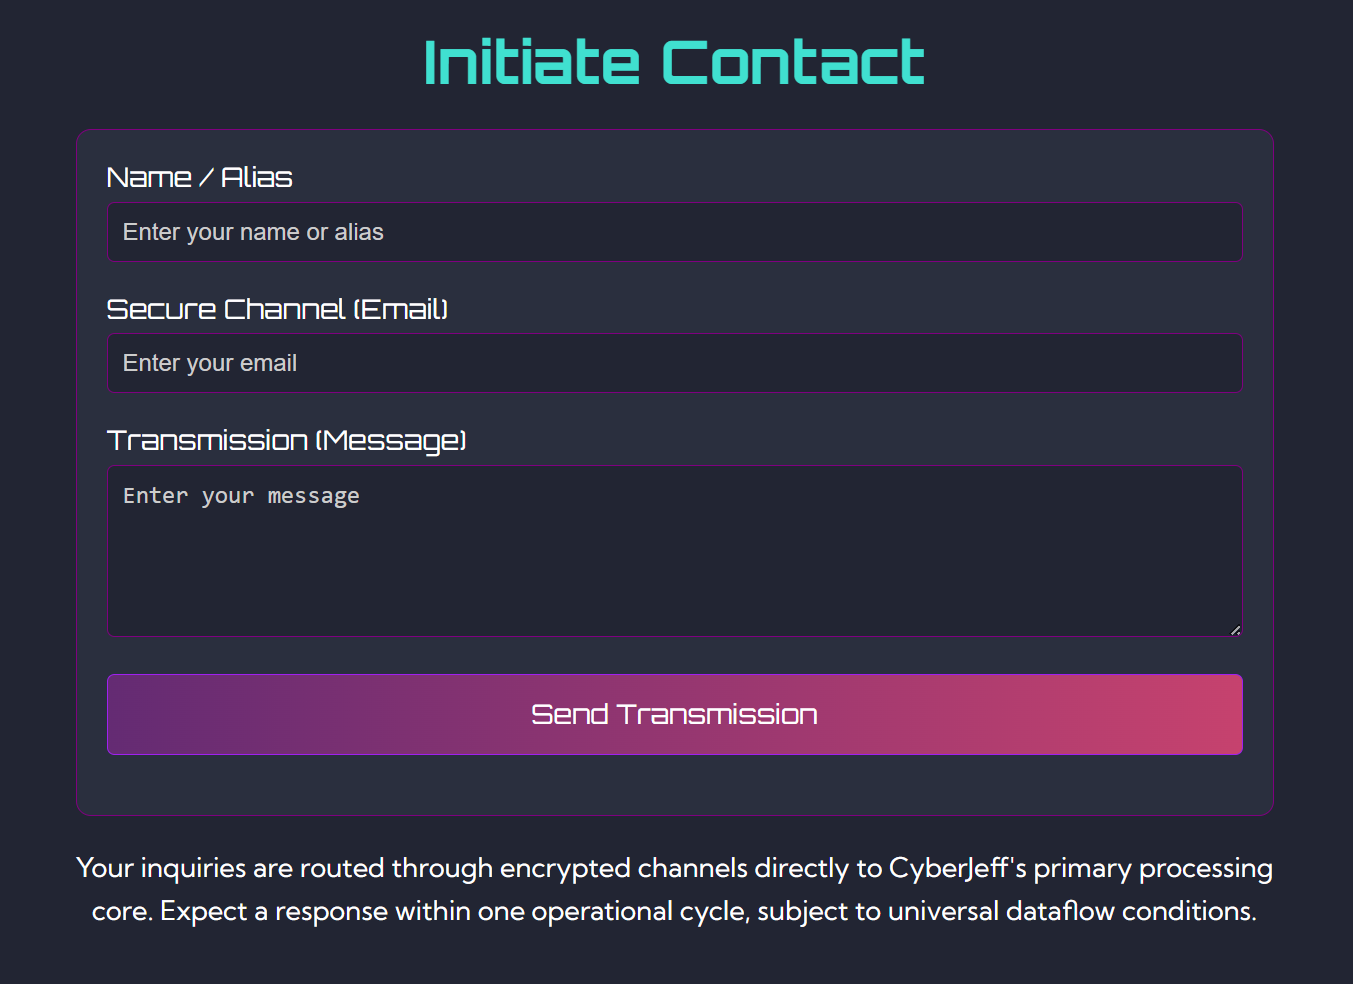 Initiate Contact
Name / Alias
Enter your name or alias
Secure Channel (Email)
Enter your email
Transmission (Message)
Enter your message
Send Transmission
Your inquiries are routed through encrypted channels directly to CyberJeff's primary processing
core. Expect a response within one operational cycle, subject to universal dataflow conditions.